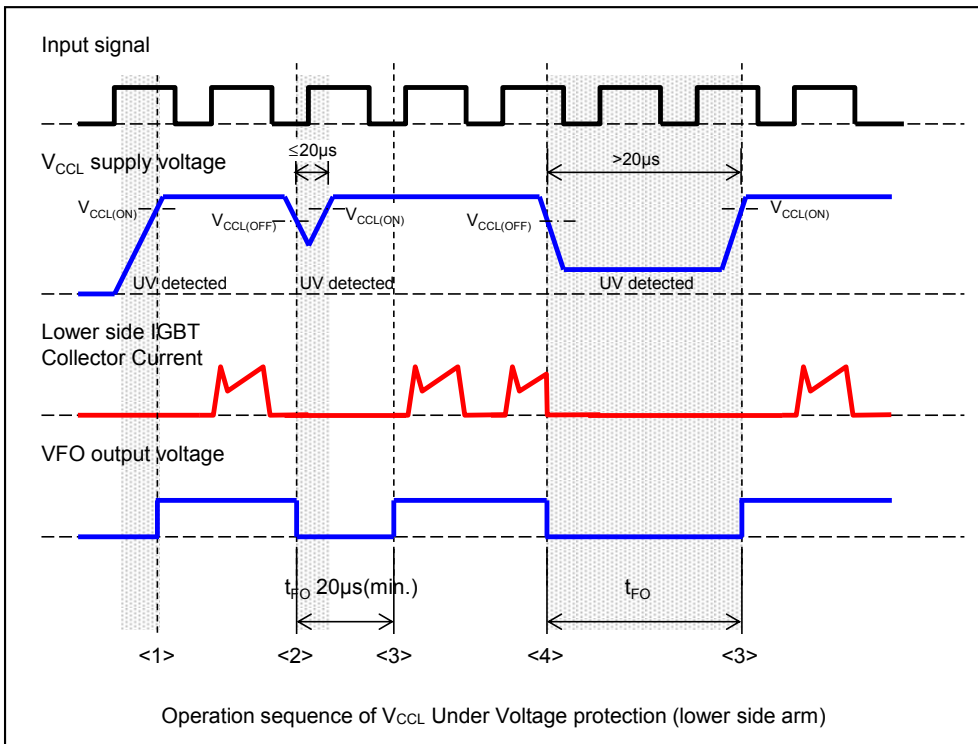 Input signal
VCCL supply voltage
≤20μs
>20μs
VCCL(ON)
VCCL(OFF)
VCCL(ON)
VCCL(OFF)
VCCL(ON)
UV detected
UV detected
UV detected
Lower side IGBT
Collector Current
VFO output voltage
tFO 20μs(min.)
tFO
<1>
<2>
<3>
<4>
<3>
Operation sequence of VCCL Under Voltage protection (lower side arm)